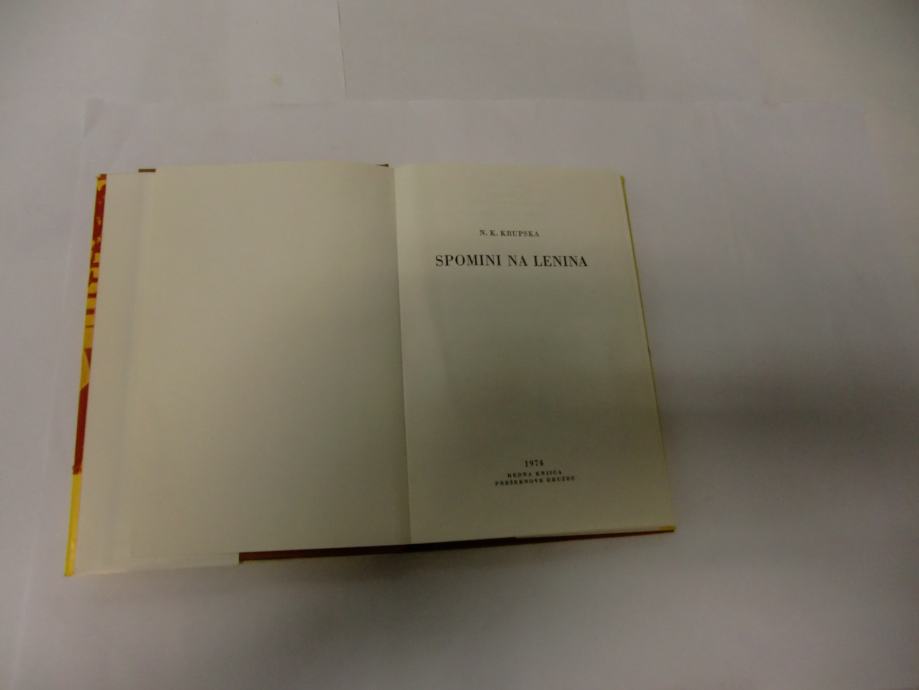 N. K. KRUPSKA
SPOMINI NA LENINA
1974
REDNA KNJIGA
PREŠERNOVE DRUŽBE